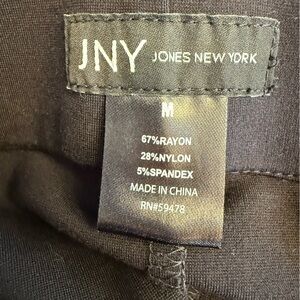 JNY JONES NEW YORK
M
67%RAYON
28%NYLON
5%SPANDEX
MADE IN CHINA
RN#59478